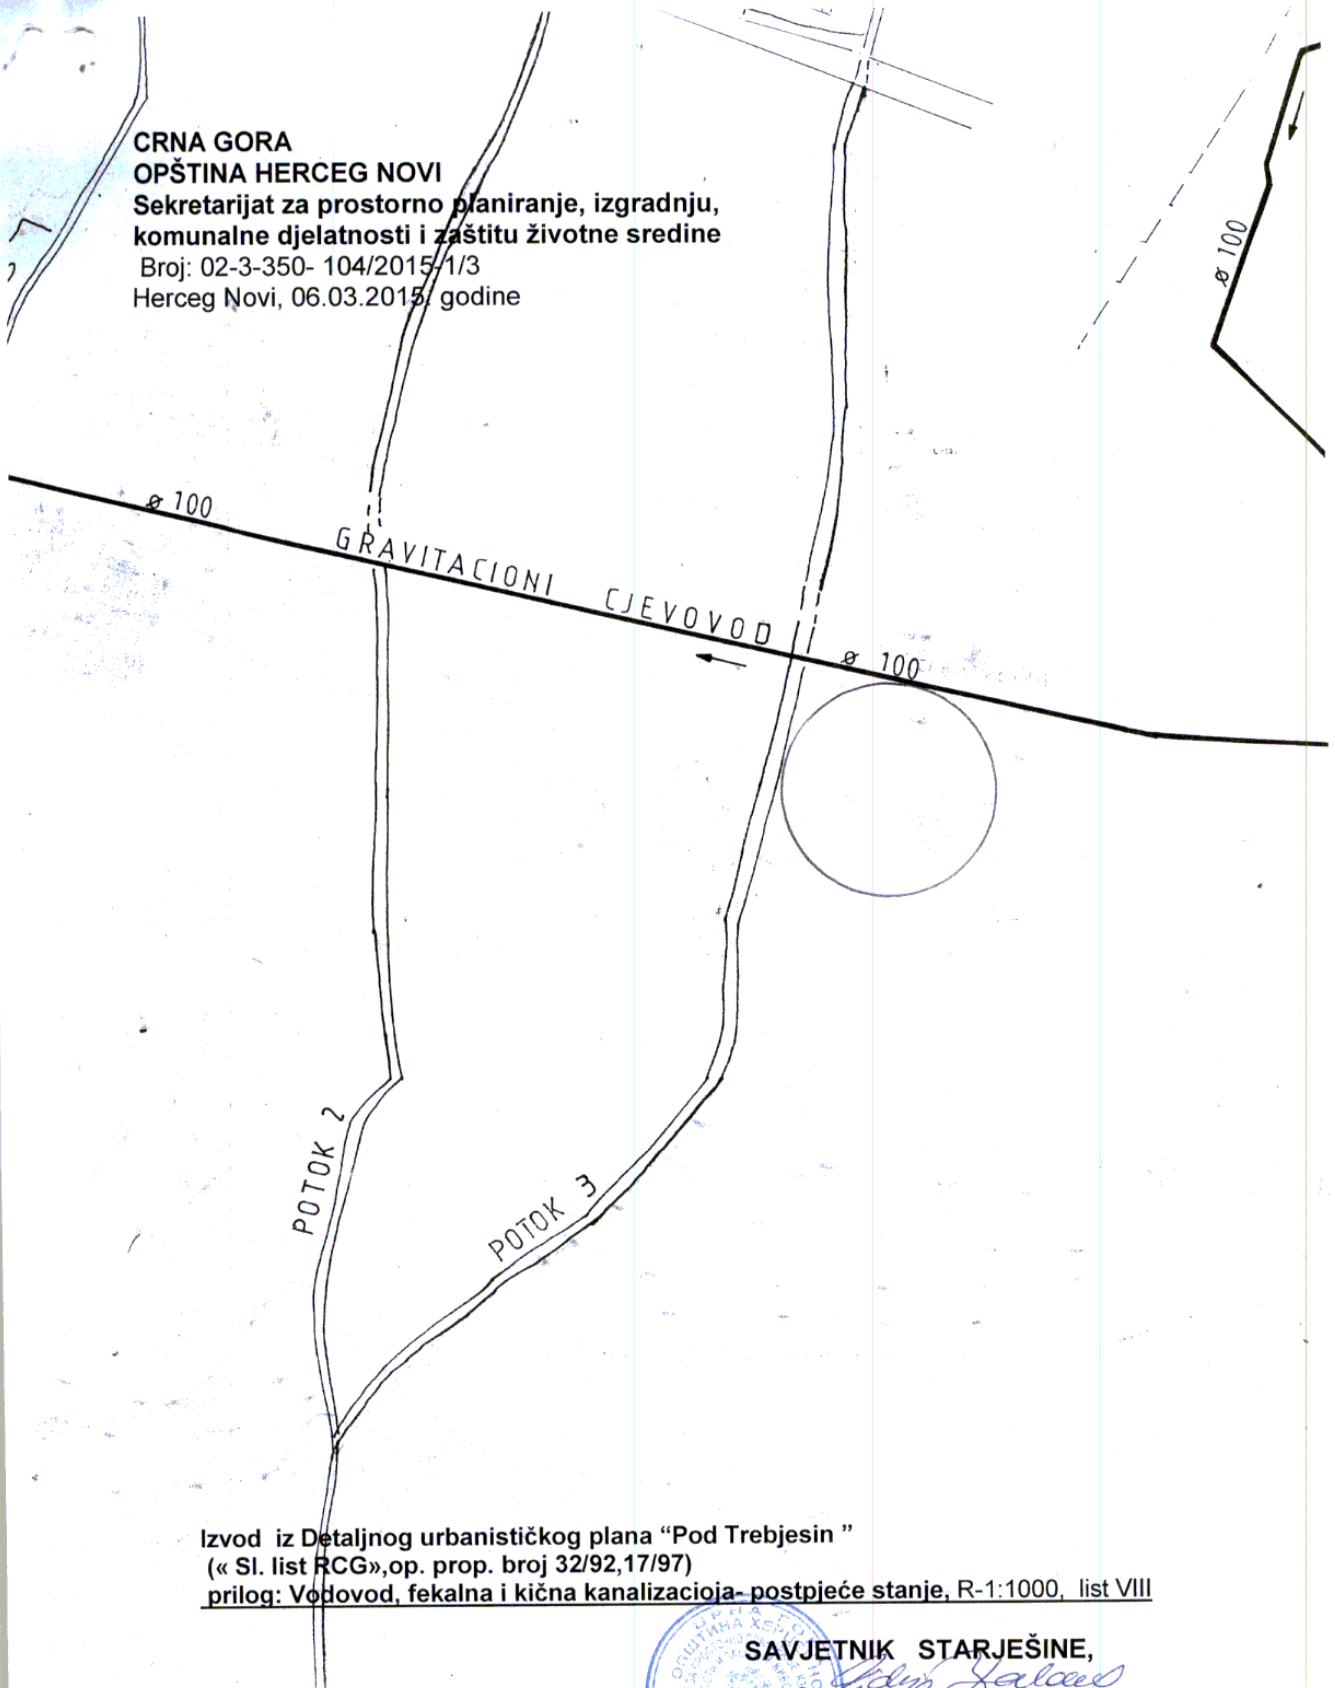 CRNA GORA
OPŠTINA HERCEG NOVI
Sekretarijat za prostorno planiranje, izgradnju,
komunalne djelatnosti i zaštitu životne sredine
Broj: 02-3-350- 104/2015-1/3
Herceg Novi, 06.03.2015. godine
ø 100
ø 100
GRAVITACIONI CJEVOVOD
ø 100
POTOK 2
POTOK 3
Izvod iz Detaljnog urbanističkog plana “Pod Trebjesin ”
(« Sl. list RCG»,op. prop. broj 32/92,17/97)
prilog: Vodovod, fekalna i kična kanalizacioja- postpjeće stanje, R-1:1000, list VIII
SAVJETNIK STARJEŠINE,